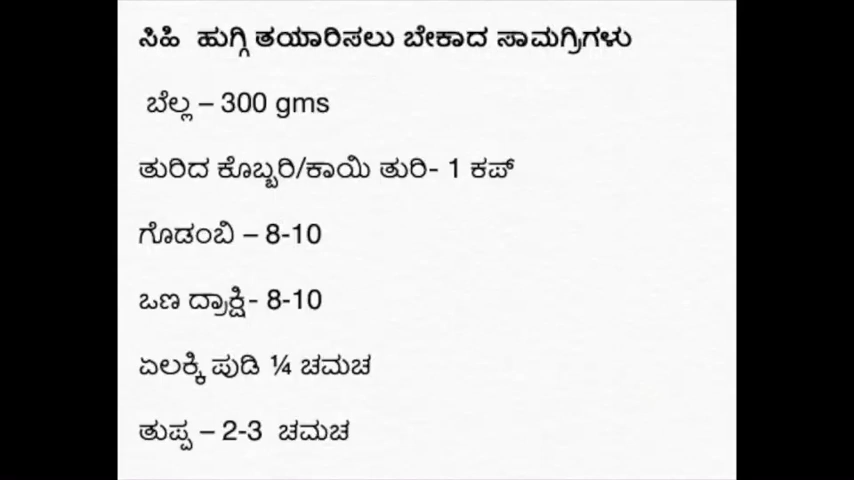 ಸಿಹಿ ಹುಗ್ಗಿ ತಯಾರಿಸಲು ಬೇಕಾದ ಸಾಮಗ್ರಿಗಳು
ಬೆಲ್ಲ – 300 gms
ತುರಿದ ಕೊಬ್ಬರಿ/ಕಾಯಿ ತುರಿ- 1 ಕಪ್
ಗೊಡಂಬಿ – 8-10
ಒಣ ದ್ರಾಕ್ಷಿ- 8-10
ಏಲಕ್ಕಿ ಪುಡಿ ¼ ಚಮಚ
ತುಪ್ಪ – 2-3 ಚಮಚ